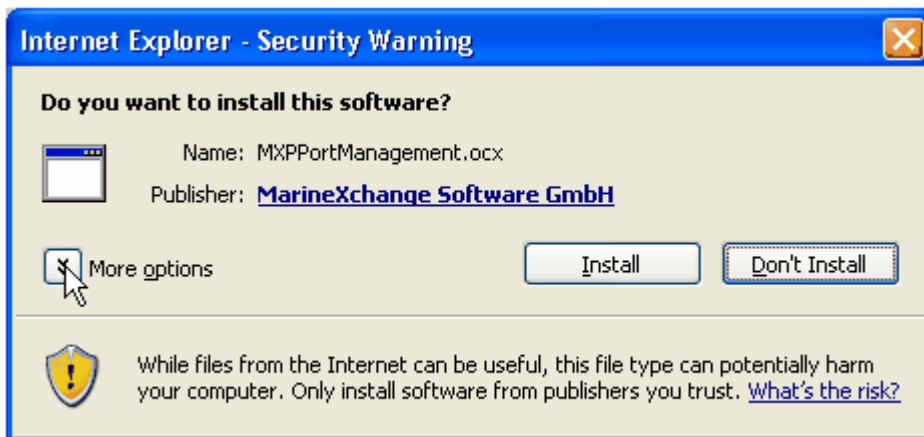 Internet Explorer - Security Warning
Do you want to install this software?
Name: MXPPortManagement.ocx
Publisher: MarineXchange Software GmbH
More options
Install
Don't Install
While files from the Internet can be useful, this file type can potentially harm
your computer. Only install software from publishers you trust. What's the risk?